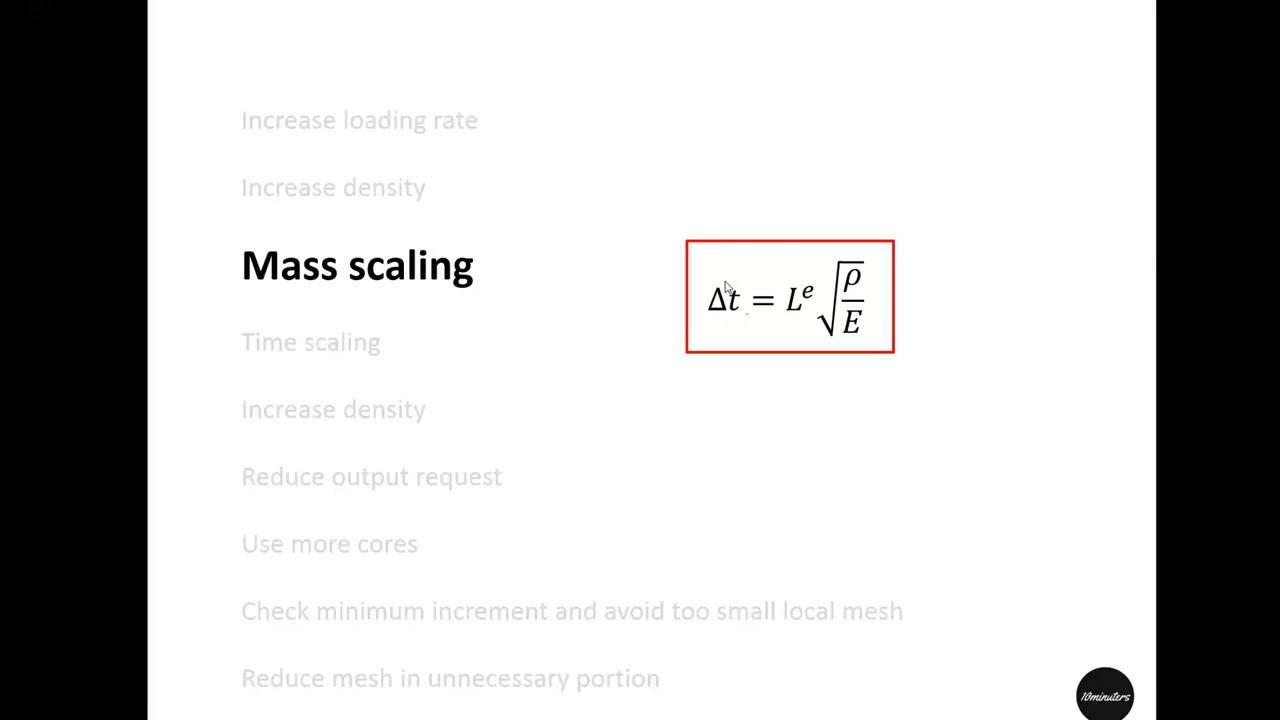 Increase loading rate
Increase density
Mass scaling
Δt = L^e √(ρ/E)
Time scaling
Increase density
Reduce output request
Use more cores
Check minimum increment and avoid too small local mesh
Reduce mesh in unnecessary portion
10minuters